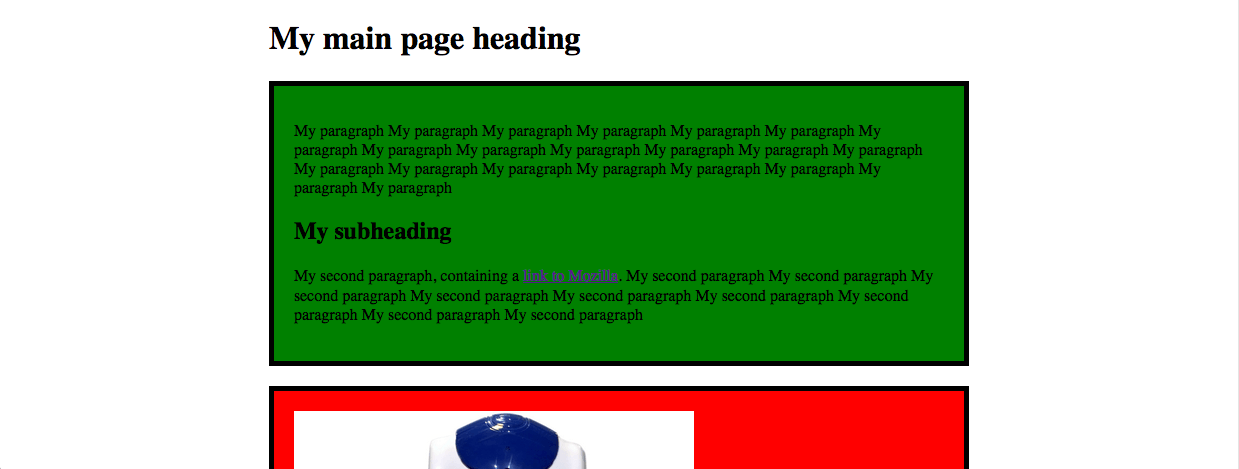 My main page heading
My paragraph My paragraph My paragraph My paragraph My paragraph My paragraph My
paragraph My paragraph My paragraph My paragraph My paragraph My paragraph My paragraph
My paragraph My paragraph My paragraph My paragraph My paragraph My paragraph My
paragraph My paragraph
My subheading
My second paragraph, containing a link to Mozilla. My second paragraph My second paragraph My
second paragraph My second paragraph My second paragraph My second paragraph My second
paragraph My second paragraph My second paragraph